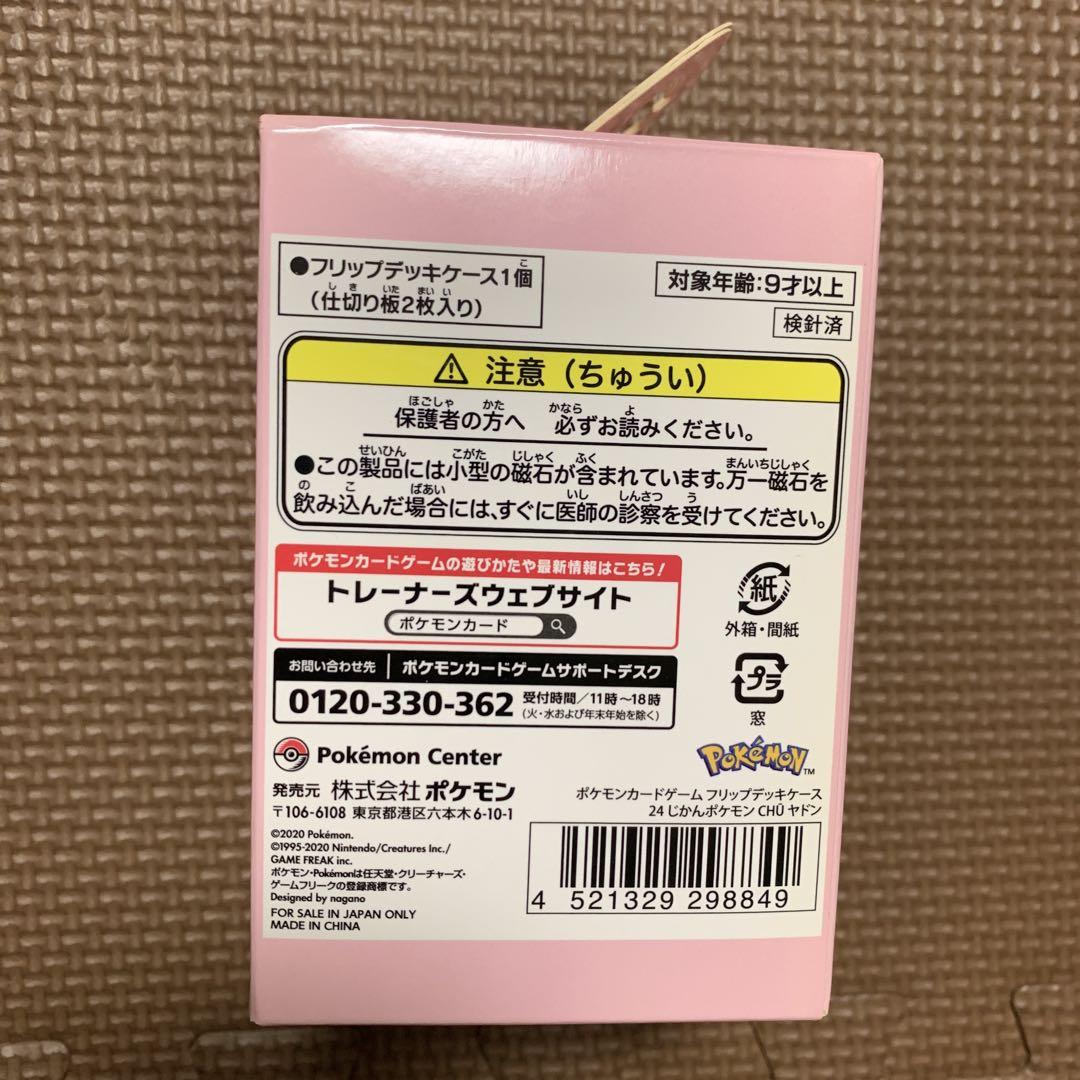 ●フリップデッキケース1個
(仕切り板2枚入り)
対象年齢:9才以上
検針済
⚠ 注意(ちゅうい)
保護者の方へ 必ずお読みください。
●この製品には小型の磁石が含まれています。万一磁石を
飲み込んだ場合には、すぐに医師の診察を受けてください。
ポケモンカードゲームの遊びかたや最新情報はこちら!
トレーナーズウェブサイト
ポケモンカード
紙
外箱・間紙
お問い合わせ先 | ポケモンカードゲームサポートデスク
0120-330-362 受付時間/11時〜18時
(火・水および年末年始を除く)
プラ
窓
Pokémon Center
POKéMON™
発売元 株式会社ポケモン
〒106-6108 東京都港区六本木6-10-1
ポケモンカードゲーム フリップデッキケース
24じかんポケモン CHŪ ヤドン
©2020 Pokémon.
©1995-2020 Nintendo/Creatures Inc./
GAME FREAK inc.
ポケモン・Pokémonは任天堂・クリーチャーズ・
ゲームフリークの登録商標です。
Designed by nagano
FOR SALE IN JAPAN ONLY
MADE IN CHINA
4 521329 298849